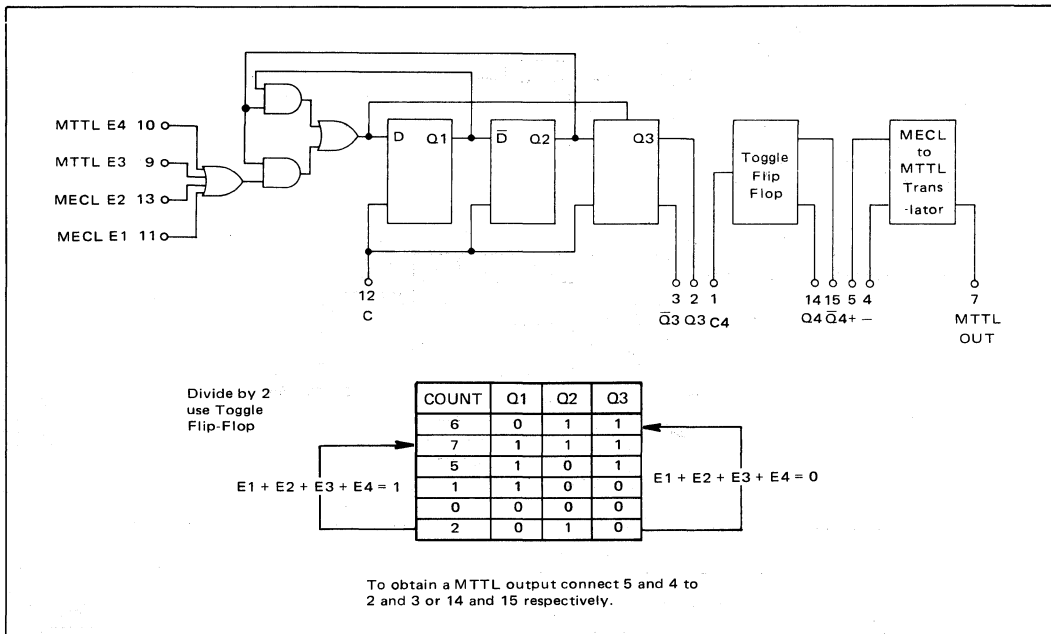 MTTL E4 10
MTTL E3 9
MECL E2 13
MECL E1 11
D Q1
D̅ Q2
Q3
Toggle
Flip
Flop
MECL
to
MTTL
Trans
-lator
12
C
3 2 1
Q̅3 Q3 C4
14 15 5 4
Q4 Q̅4 + −
7
MTTL
OUT
Divide by 2
use Toggle
Flip-Flop
COUNT Q1 Q2 Q3
6 0 1 1
7 1 1 1
5 1 0 1
1 1 0 0
0 0 0 0
2 0 1 0
E1 + E2 + E3 + E4 = 1
E1 + E2 + E3 + E4 = 0
To obtain a MTTL output connect 5 and 4 to
2 and 3 or 14 and 15 respectively.